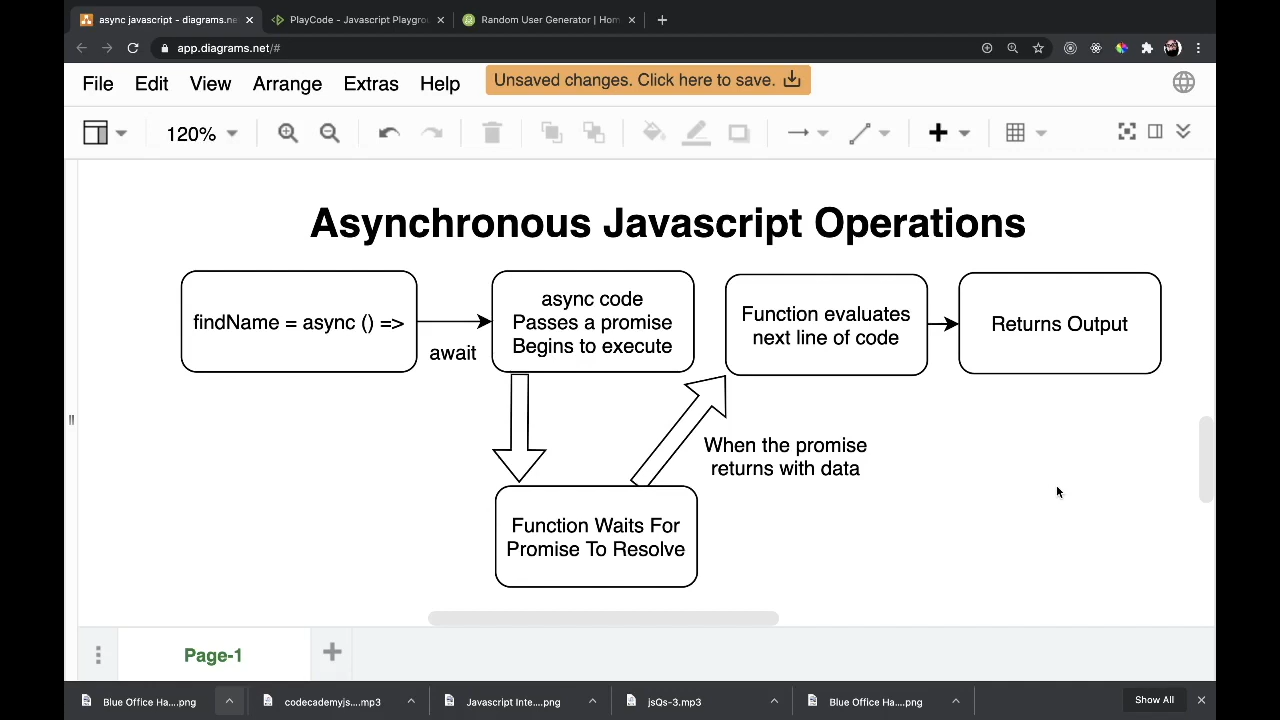 async javascript - diagrams.ne
PlayCode - Javascript Playgro
Random User Generator | Hom
app.diagrams.net/#
File Edit View Arrange Extras Help
Unsaved changes. Click here to save.
120%
Asynchronous Javascript Operations
findName = async () =>
await
async code
Passes a promise
Begins to execute
Function evaluates
next line of code
Returns Output
When the promise
returns with data
Function Waits For
Promise To Resolve
Page-1
Blue Office Ha....png
codecademyjs....mp3
Javascript Inte....png
jsQs-3.mp3
Blue Office Ha....png
Show All